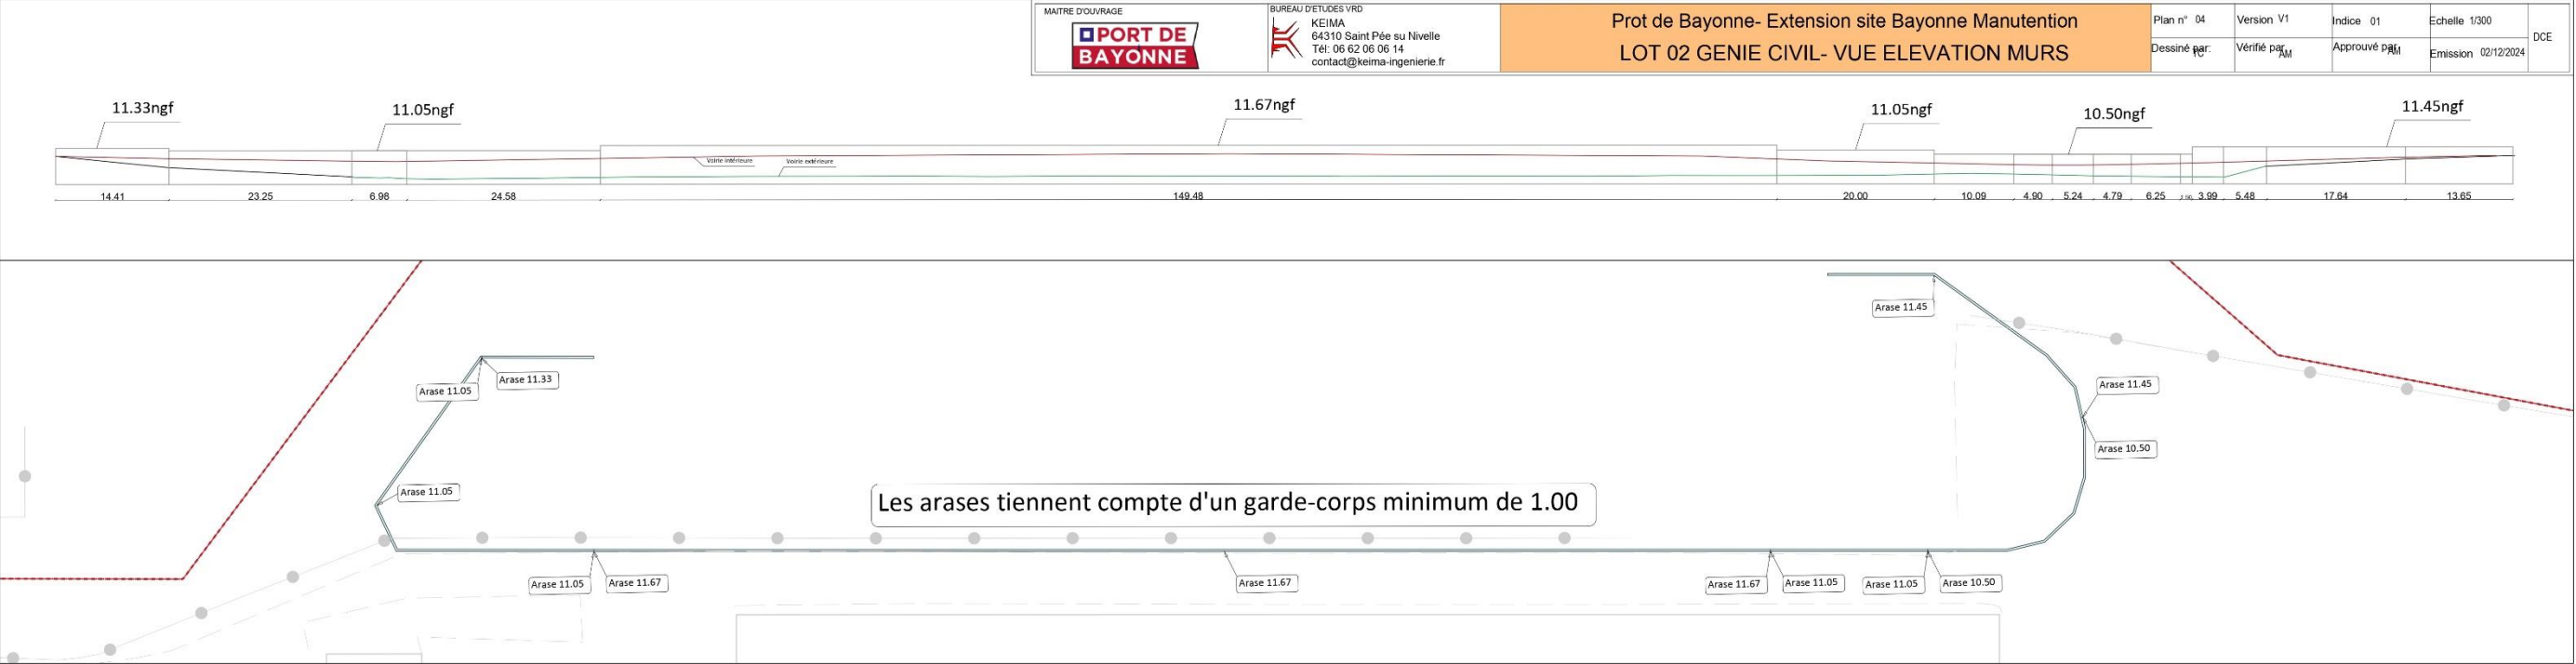 MAITRE D'OUVRAGE
PORT DE
BAYONNE
BUREAU D'ETUDES VRD
KEIMA
64310 Saint Pée su Nivelle
Tél: 06 62 06 06 14
contact@keima-ingenierie.fr
Prot de Bayonne- Extension site Bayonne Manutention
LOT 02 GENIE CIVIL- VUE ELEVATION MURS
Plan n° 04
Version V1
Indice 01
Echelle 1/300
DCE
Dessiné par:
Vérifié par AM
Approuvé par AM
Emission 02/12/2024
11.33ngf
11.05ngf
11.67ngf
11.05ngf
10.50ngf
11.45ngf
Voirie intérieure
Voirie extérieure
14.41 23.25 6.98 24.58 149.48 20.00 10.09 4.90 5.24 4.79 6.25 3.99 5.48 17.64 13.65
Arase 11.45
Arase 11.33
Arase 11.05
Arase 11.45
Arase 10.50
Arase 11.05
Les arases tiennent compte d'un garde-corps minimum de 1.00
Arase 11.05
Arase 11.67
Arase 11.67
Arase 11.67
Arase 11.05
Arase 11.05
Arase 10.50